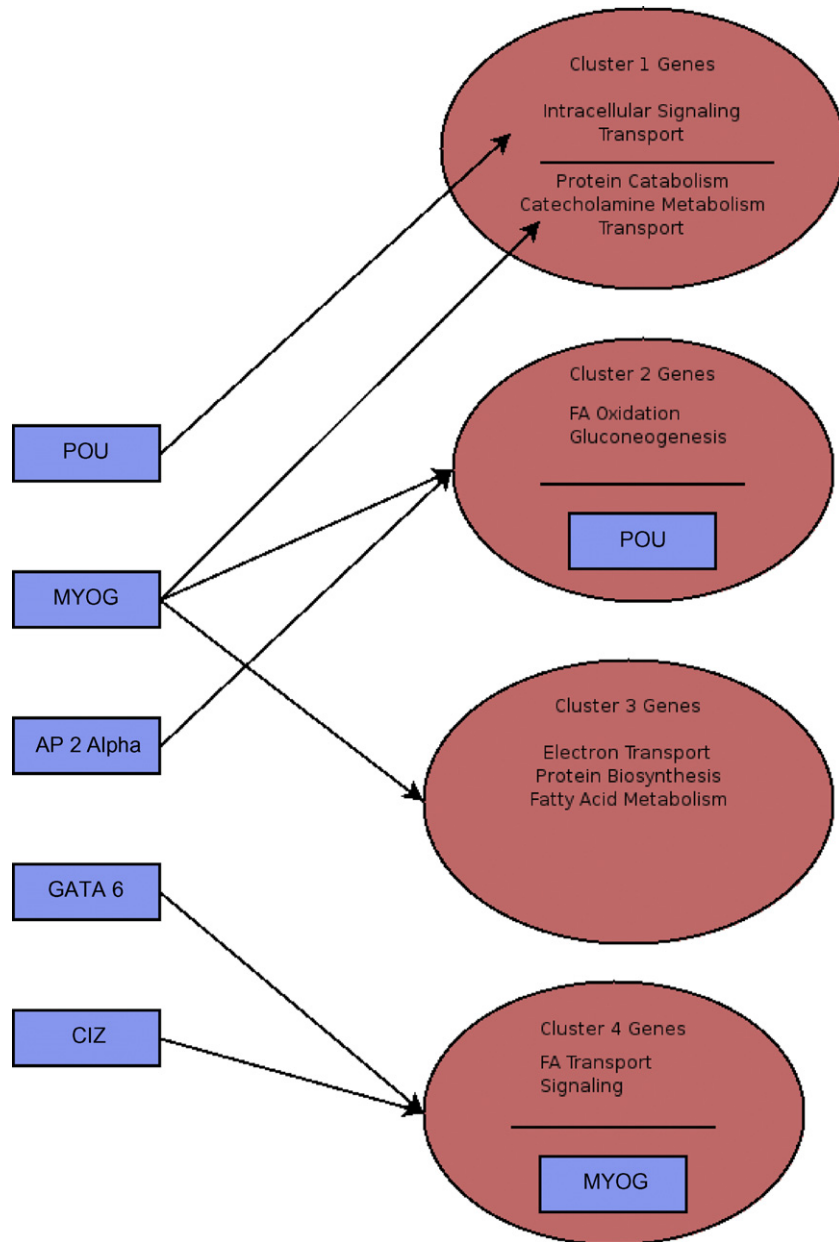 Cluster 1 Genes
Intracellular Signaling
Transport
Protein Catabolism
Catecholamine Metabolism
Transport
Cluster 2 Genes
FA Oxidation
Gluconeogenesis
POU
POU
MYOG
Cluster 3 Genes
AP 2 Alpha
Electron Transport
Protein Biosynthesis
Fatty Acid Metabolism
GATA 6
CIZ
Cluster 4 Genes
FA Transport
Signaling
MYOG